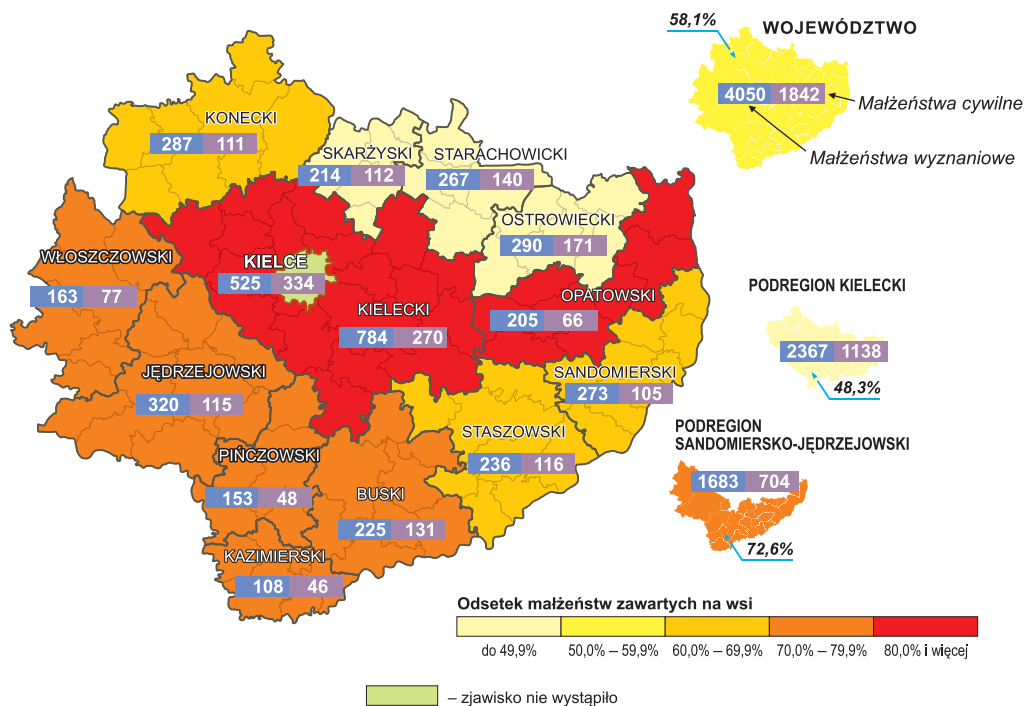 58,1%
WOJEWÓDZTWO
4050 1842
Małżeństwa cywilne
Małżeństwa wyznaniowe
KONECKI
287 111
SKARŻYSKI
214 112
STARACHOWICKI
267 140
OSTROWIECKI
290 171
WŁOSZCZOWSKI
163 77
KIELCE
525 334
KIELECKI
784 270
OPATOWSKI
205 66
PODREGION KIELECKI
2367 1138
48,3%
JĘDRZEJOWSKI
320 115
SANDOMIERSKI
273 105
STASZOWSKI
236 116
PODREGION
SANDOMIERSKO-JĘDRZEJOWSKI
1683 704
72,6%
PIŃCZOWSKI
153 48
BUSKI
225 131
KAZIMIERSKI
108 46
Odsetek małżeństw zawartych na wsi
do 49,9% 50,0% – 59,9% 60,0% – 69,9% 70,0% – 79,9% 80,0% i więcej
– zjawisko nie wystąpiło